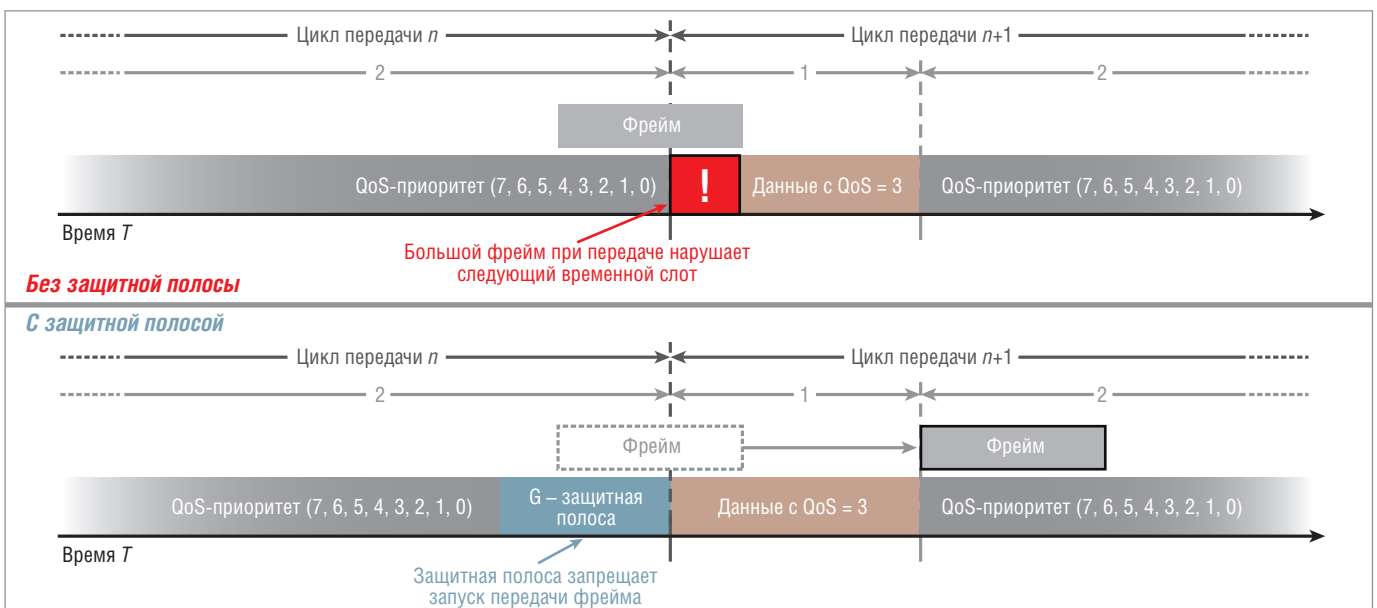 Цикл передачи n
Цикл передачи n+1
2
1
2
Фрейм
QoS-приоритет (7, 6, 5, 4, 3, 2, 1, 0)
!
Данные с QoS = 3
QoS-приоритет (7, 6, 5, 4, 3, 2, 1, 0)
Время T
Большой фрейм при передаче нарушает
следующий временной слот
Без защитной полосы
С защитной полосой
Цикл передачи n
Цикл передачи n+1
2
1
2
Фрейм
Фрейм
QoS-приоритет (7, 6, 5, 4, 3, 2, 1, 0)
G – защитная
полоса
Данные с QoS = 3
QoS-приоритет (7, 6, 5, 4, 3, 2, 1, 0)
Время T
Защитная полоса запрещает
запуск передачи фрейма